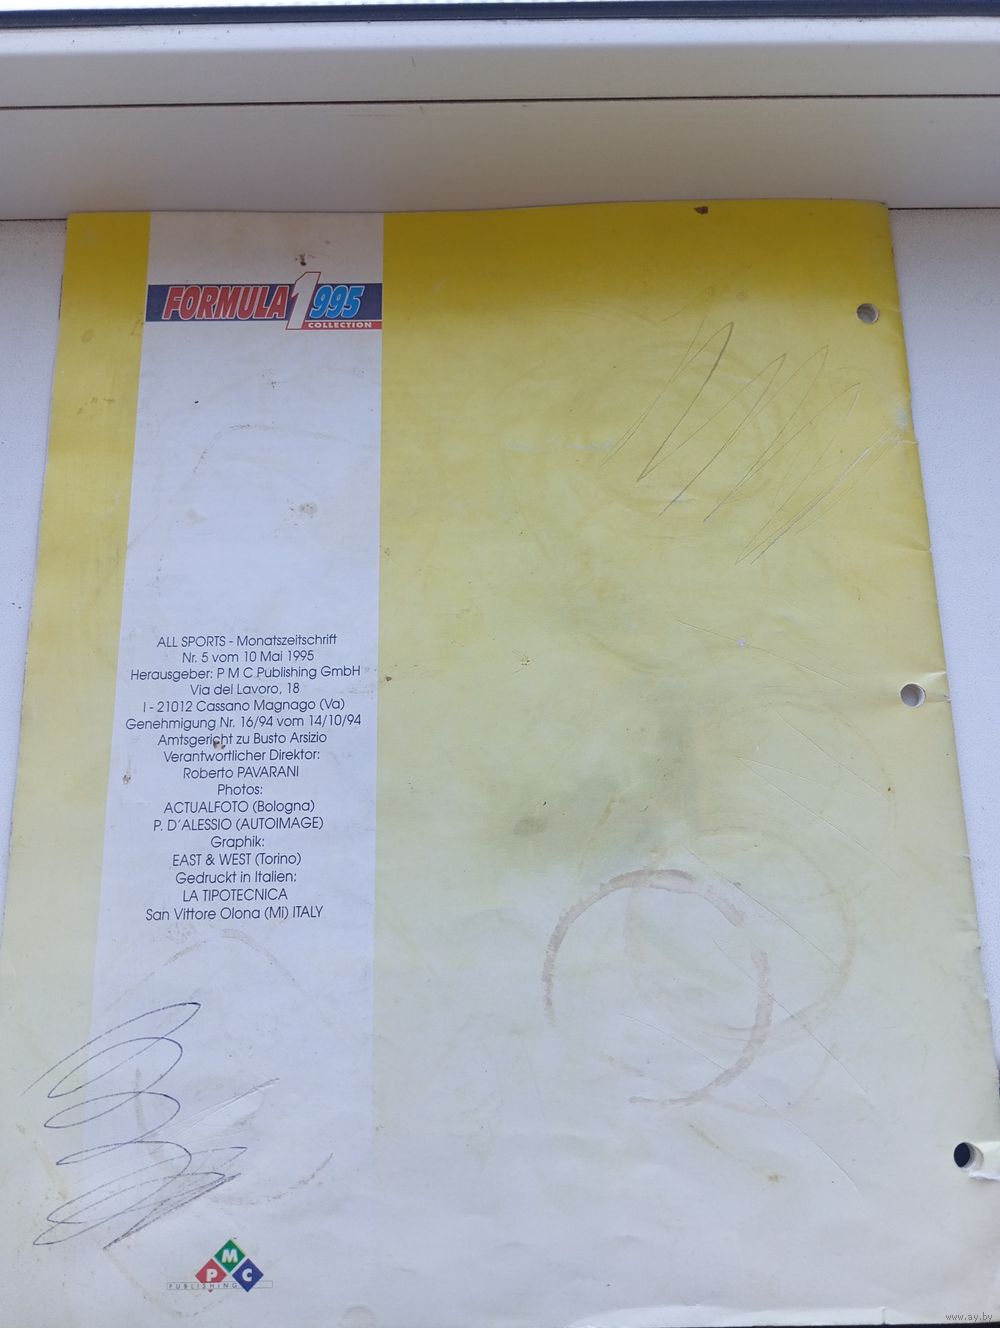 FORMULA 1995
COLLECTION
ALL SPORTS - Monatszeitschrift
Nr. 5 vom 10 Mai 1995
Herausgeber: P M C Publishing GmbH
Via del Lavoro, 18
I - 21012 Cassano Magnago (Va)
Genehmigung Nr. 16/94 vom 14/10/94
Amtsgericht zu Busto Arsizio
Verantwortlicher Direktor:
Roberto PAVARANI
Photos:
ACTUALFOTO (Bologna)
P. D'ALESSIO (AUTOIMAGE)
Graphik:
EAST & WEST (Torino)
Gedruckt in Italien:
LA TIPOTECNICA
San Vittore Olona (Mi) ITALY
P M C
PUBLISHING
www.ay.by